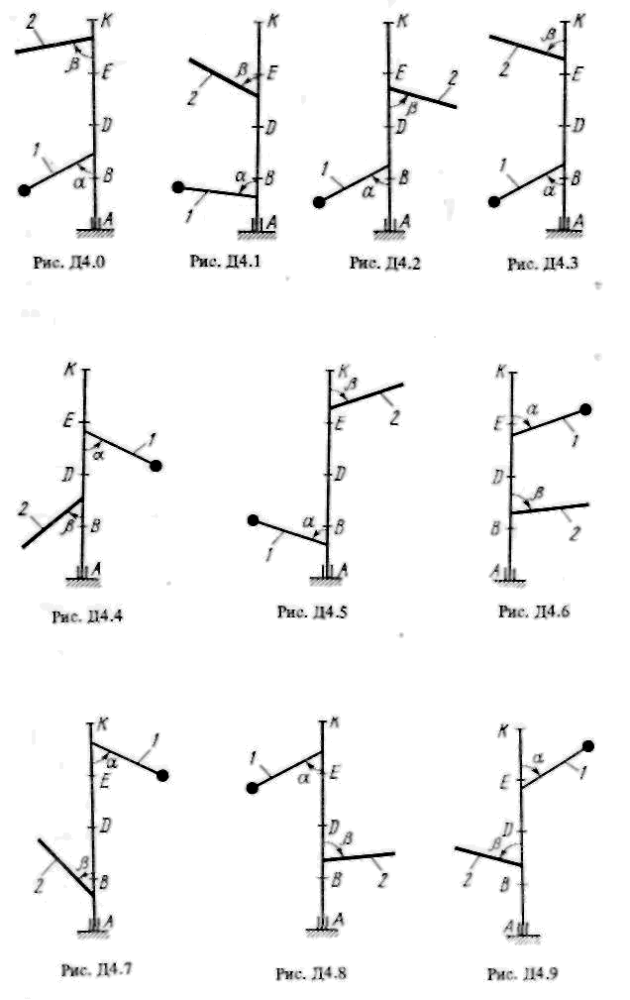 2 K β E D 1 α B A
K β E 2 D α B 1 A
K E 2 β D 1 α B A
K β 2 E D 1 α B A
Рис. Д4.0 Рис. Д4.1 Рис. Д4.2 Рис. Д4.3
K E 1 α D 2 β B A
K β E 2 D α B 1 A
K α E 1 D β B 2 A
Рис. Д4.4 Рис. Д4.5 Рис. Д4.6
K 1 α E D β 2 B A
K 1 α E D β B 2 A
K α E 1 D β 2 B A
Рис. Д4.7 Рис. Д4.8 Рис. Д4.9